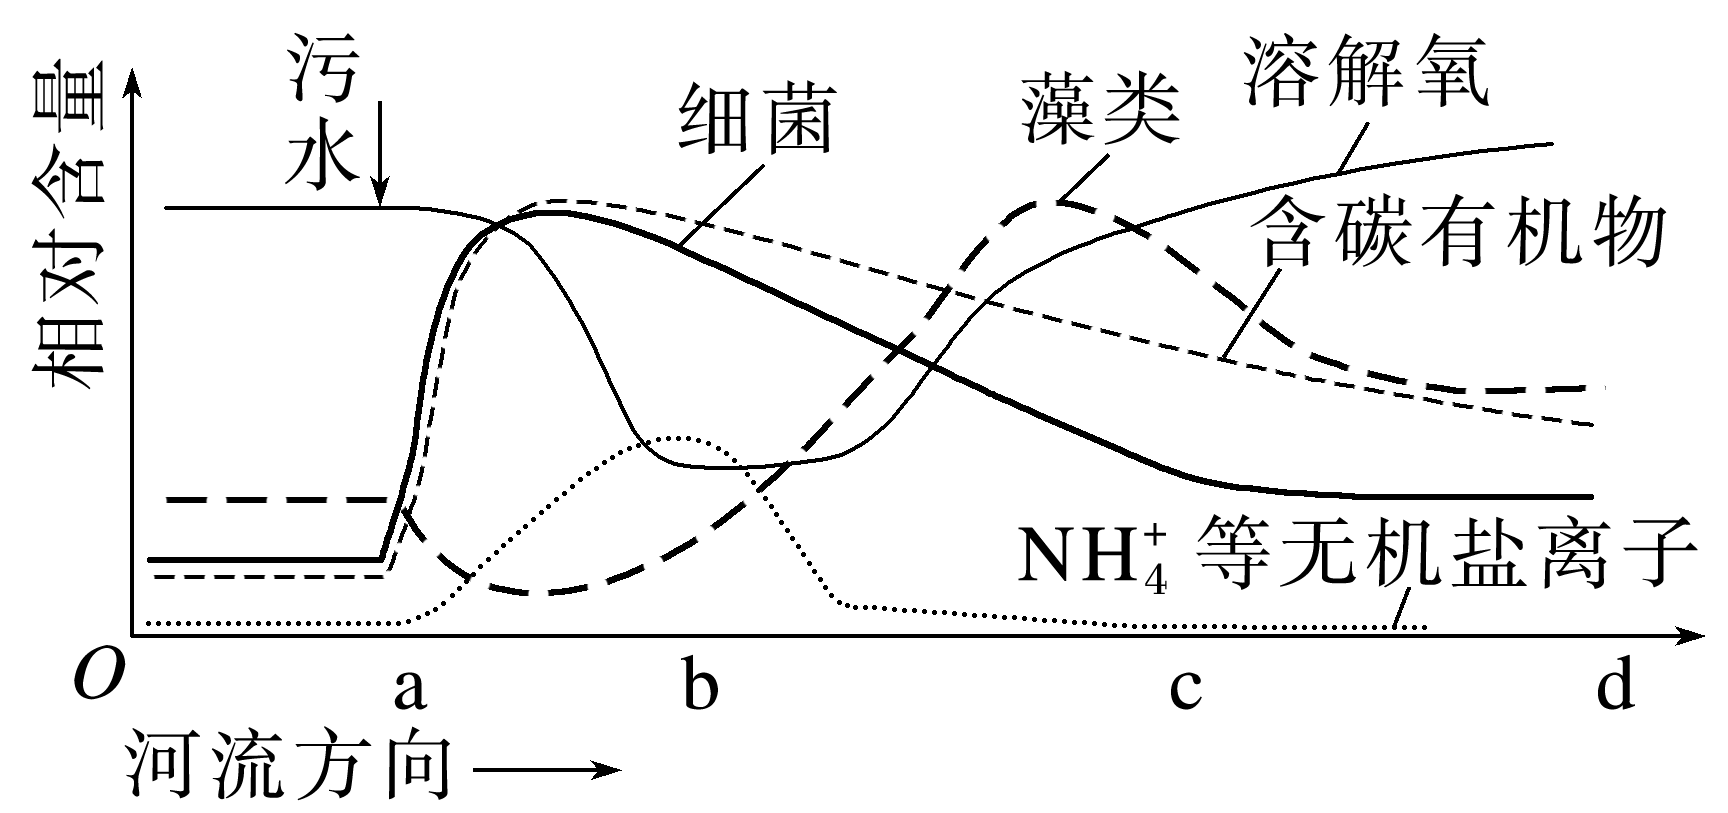 相对含量
污水
细菌
藻类
溶解氧
含碳有机物
NH₄⁺等无机盐离子
O a b c d
河流方向